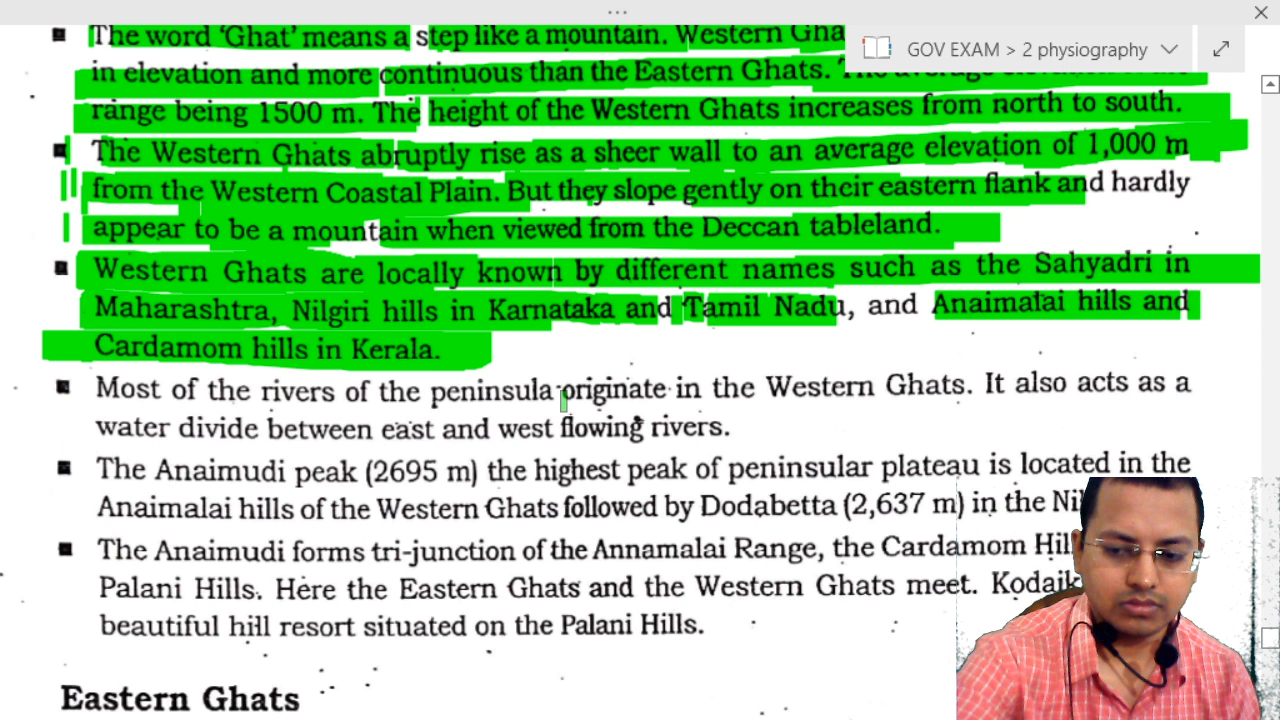 GOV EXAM > 2 physiography
The word 'Ghat' means a step like a mountain. Western Gha
in elevation and more continuous than the Eastern Ghats.
range being 1500 m. The height of the Western Ghats increases from north to south.
The Western Ghats abruptly rise as a sheer wall to an average elevation of 1,000 m
from the Western Coastal Plain. But they slope gently on their eastern flank and hardly
appear to be a mountain when viewed from the Deccan tableland.
Western Ghats are locally known by different names such as the Sahyadri in
Maharashtra, Nilgiri hills in Karnataka and Tamil Nadu, and Anaimalai hills and
Cardamom hills in Kerala.
Most of the rivers of the peninsula originate in the Western Ghats. It also acts as a
water divide between east and west flowing rivers.
The Anaimudi peak (2695 m) the highest peak of peninsular plateau is located in the
Anaimalai hills of the Western Ghats followed by Dodabetta (2,637 m) in the Ni
The Anaimudi forms tri-junction of the Annamalai Range, the Cardamom Hil
Palani Hills. Here the Eastern Ghats and the Western Ghats meet. Kodaik
beautiful hill resort situated on the Palani Hills.
Eastern Ghats